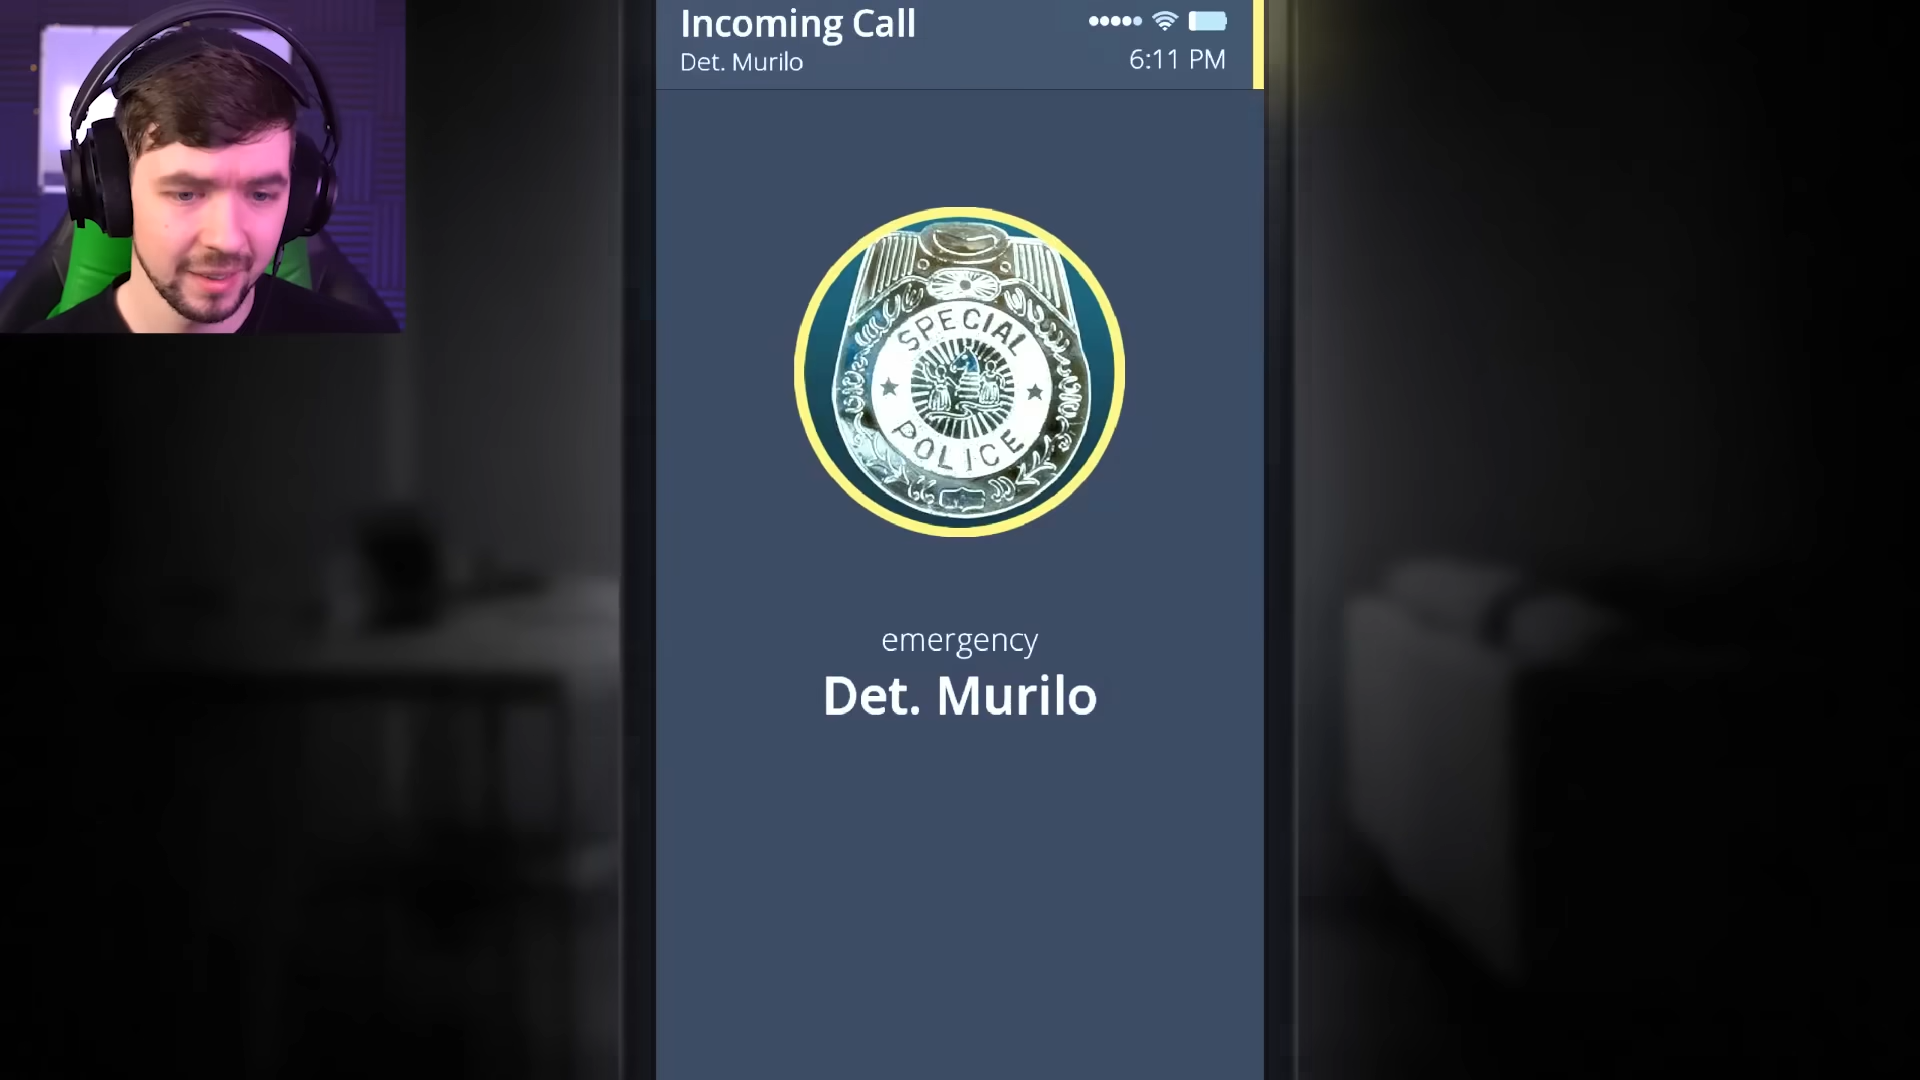 Incoming Call
Det. Murilo
6:11 PM
SPECIAL
POLICE
emergency
Det. Murilo